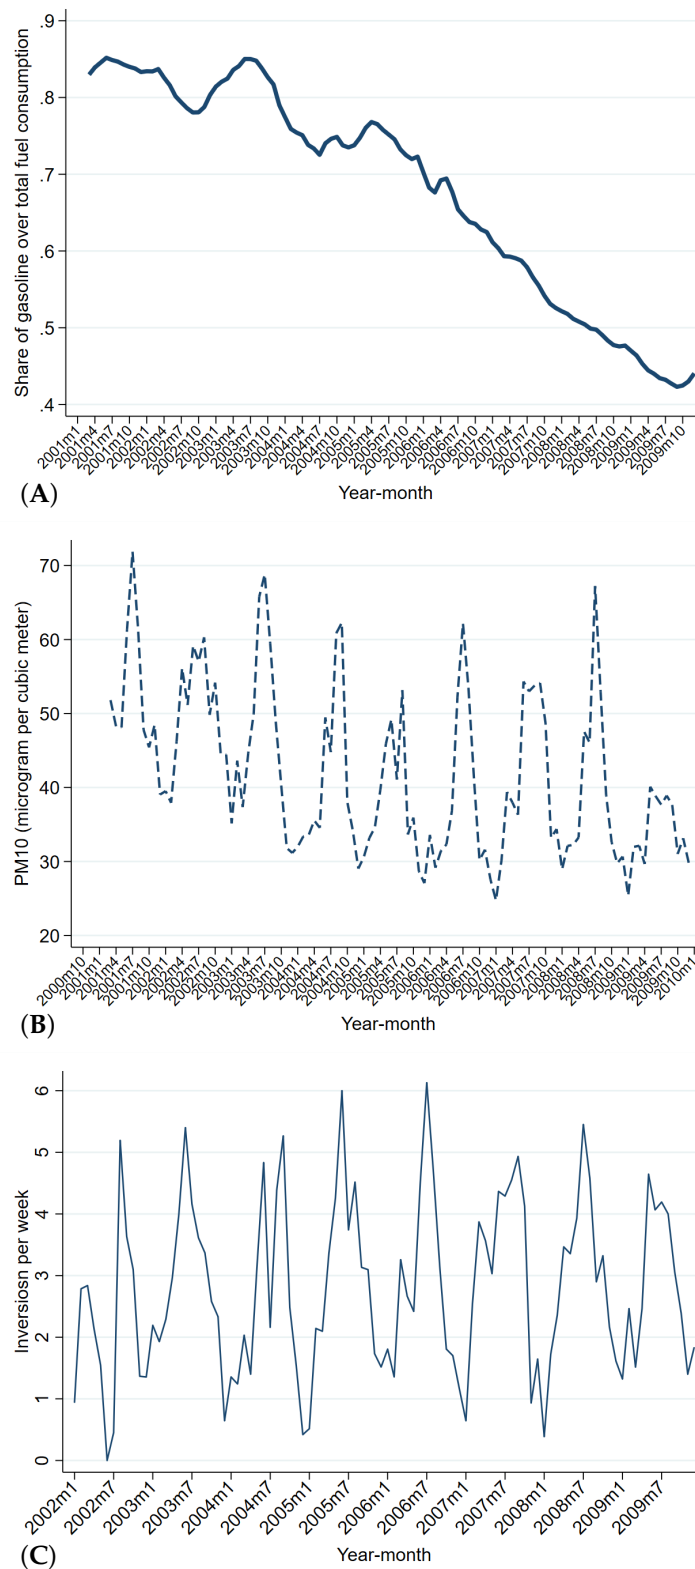 Share of gasoline over total fuel consumption
.9
.8
.7
.6
.5
.4
2001m1
2001m4
2001m7
2001m10
2002m1
2002m4
2002m7
2002m10
2003m1
2003m4
2003m7
2003m10
2004m1
2004m4
2004m7
2004m10
2005m1
2005m4
2005m7
2005m10
2006m1
2006m4
2006m7
2006m10
2007m1
2007m4
2007m7
2007m10
2008m1
2008m4
2008m7
2008m10
2009m1
2009m4
2009m7
2009m10
Year-month
(A)
PM10 (microgram per cubic meter)
70
60
50
40
30
20
2000m10
2001m1
2001m4
2001m7
2001m10
2002m1
2002m4
2002m7
2002m10
2003m1
2003m4
2003m7
2003m10
2004m1
2004m4
2004m7
2004m10
2005m1
2005m4
2005m7
2005m10
2006m1
2006m4
2006m7
2006m10
2007m1
2007m4
2007m7
2007m10
2008m1
2008m4
2008m7
2008m10
2009m1
2009m4
2009m7
2009m10
2010m1
Year-month
(B)
Inversiosn per week
6
5
4
3
2
1
0
2002m1
2002m7
2003m1
2003m7
2004m1
2004m7
2005m1
2005m7
2006m1
2006m7
2007m1
2007m7
2008m1
2008m7
2009m1
2009m7
Year-month
(C)